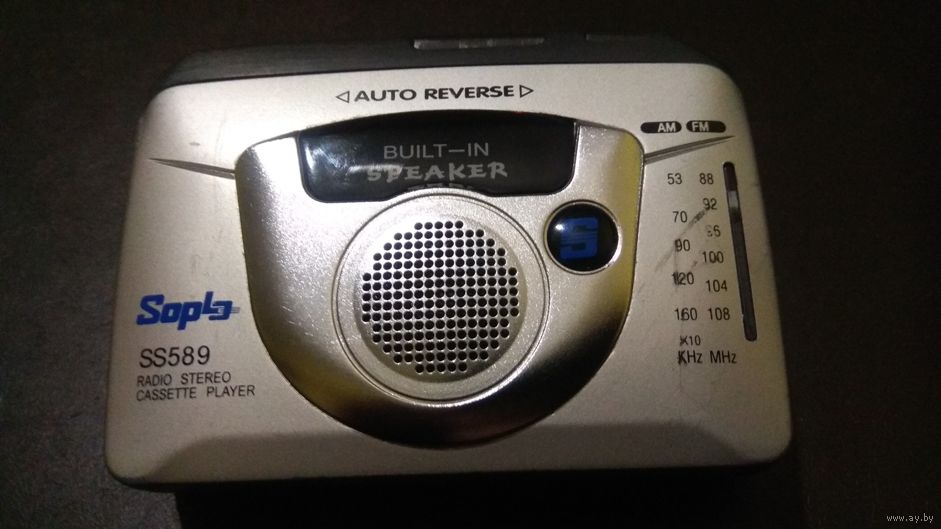 ◁ AUTO REVERSE ▷
BUILT-IN
SPEAKER
AM FM
53 88
92
70
96
90
100
120
104
160 108
X10
KHz MHz
S
SS589
RADIO STEREO
CASSETTE PLAYER
www.ay.by